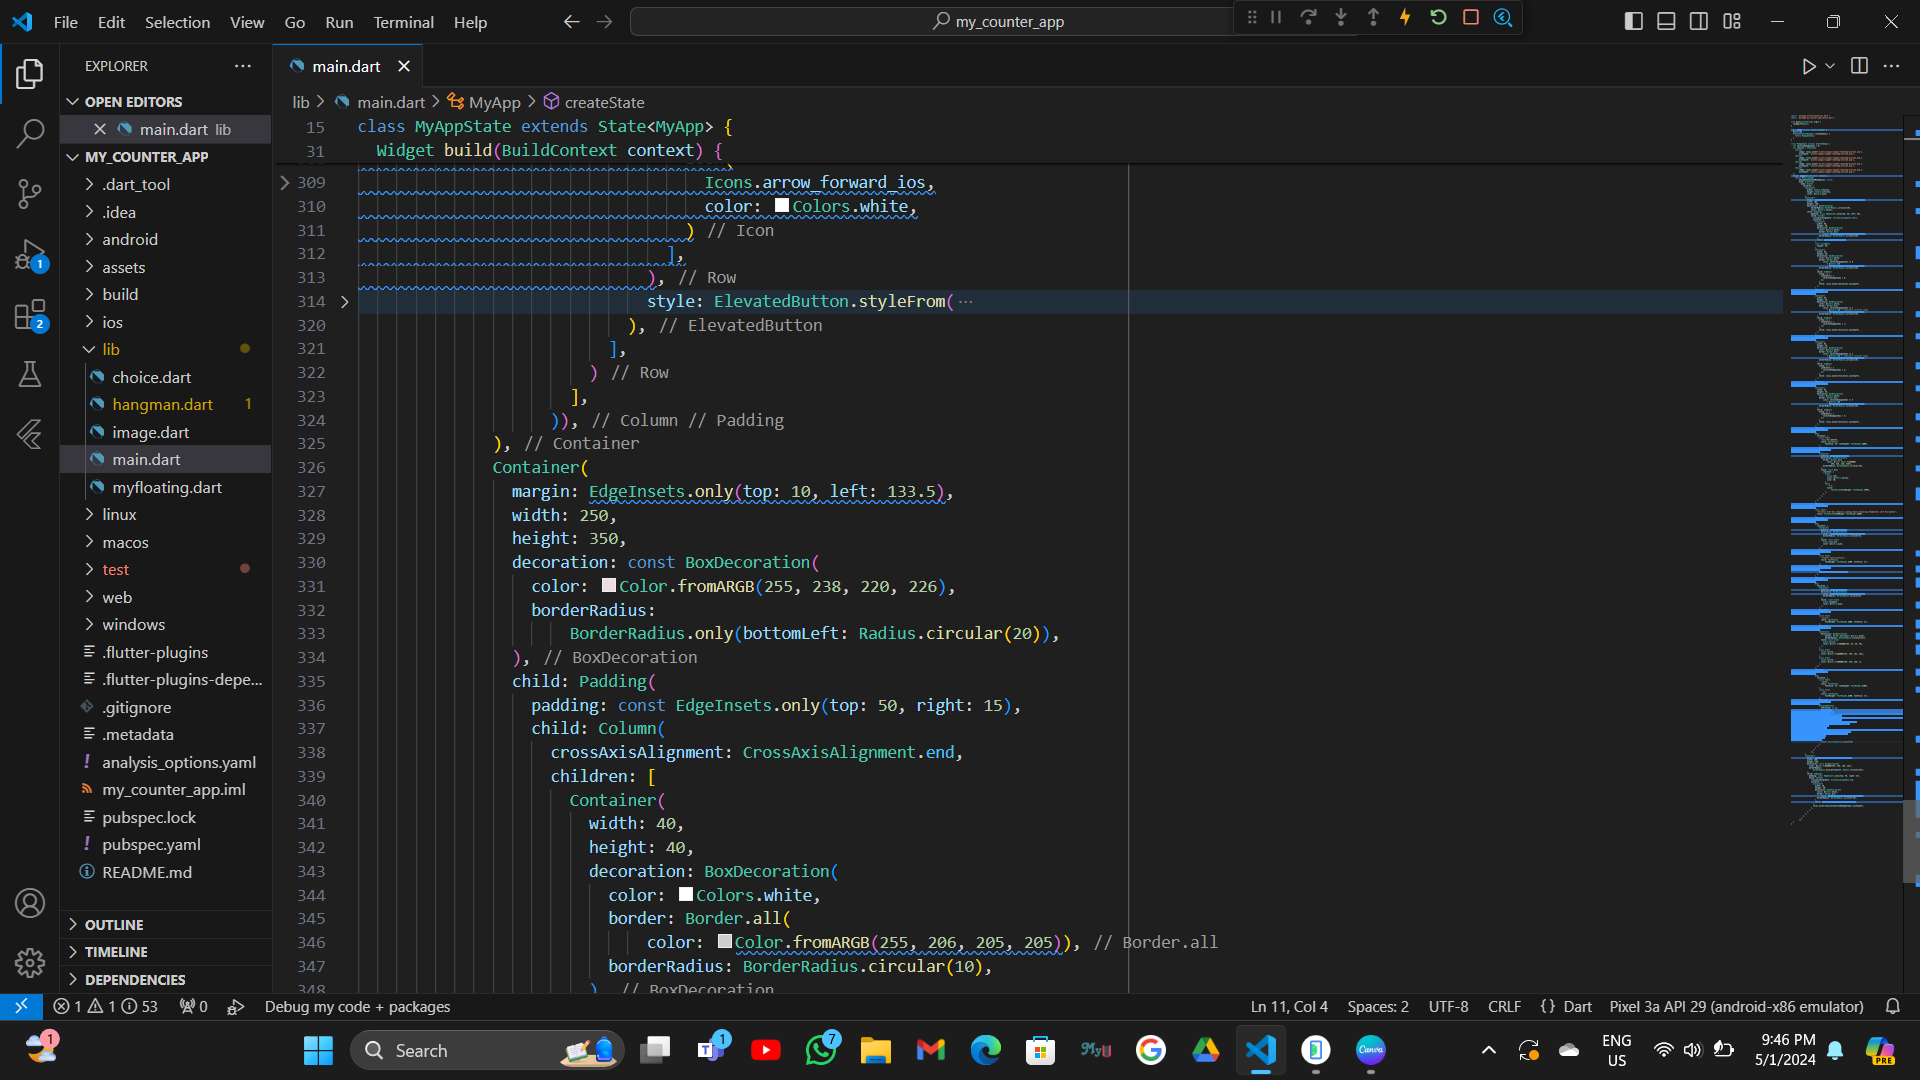 File Edit Selection View Go Run Terminal Help
my_counter_app
EXPLORER
OPEN EDITORS
main.dart lib
MY_COUNTER_APP
.dart_tool
.idea
android
assets
build
ios
lib
choice.dart
hangman.dart 1
image.dart
main.dart
myfloating.dart
linux
macos
test
web
windows
.flutter-plugins
.flutter-plugins-depe...
.gitignore
.metadata
analysis_options.yaml
my_counter_app.iml
pubspec.lock
pubspec.yaml
README.md
OUTLINE
TIMELINE
DEPENDENCIES
1
2
main.dart
lib > main.dart > MyApp > createState
15 class MyAppState extends State<MyApp> {
31 Widget build(BuildContext context) {
309 Icons.arrow_forward_ios,
310 color: Colors.white,
311 ) // Icon
312 ],
313 ), // Row
314 style: ElevatedButton.styleFrom(···
320 ), // ElevatedButton
321 ],
322 ) // Row
323 ],
324 )), // Column // Padding
325 ), // Container
326 Container(
327 margin: EdgeInsets.only(top: 10, left: 133.5),
328 width: 250,
329 height: 350,
330 decoration: const BoxDecoration(
331 color: Color.fromARGB(255, 238, 220, 226),
332 borderRadius:
333 BorderRadius.only(bottomLeft: Radius.circular(20)),
334 ), // BoxDecoration
335 child: Padding(
336 padding: const EdgeInsets.only(top: 50, right: 15),
337 child: Column(
338 crossAxisAlignment: CrossAxisAlignment.end,
339 children: [
340 Container(
341 width: 40,
342 height: 40,
343 decoration: BoxDecoration(
344 color: Colors.white,
345 border: Border.all(
346 color: Color.fromARGB(255, 206, 205, 205)), // Border.all
347 borderRadius: BorderRadius.circular(10),
348 ), // BoxDecoration
1 1 53 0 Debug my code + packages
Ln 11, Col 4 Spaces: 2 UTF-8 CRLF {} Dart Pixel 3a API 29 (android-x86 emulator)
1
Search
1
7
MyU
Canva
ENG
US
9:46 PM
5/1/2024
PRE